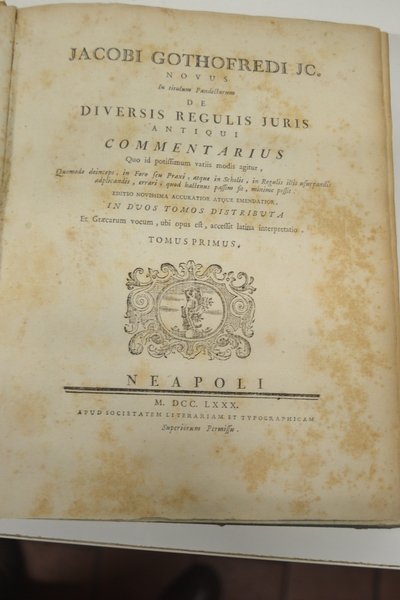 JACOBI GOTHOFREDI JC.
NOVUS
In titulum Pandectarum
DE
DIVERSIS REGULIS JURIS
ANTIQUI
COMMENTARIUS
Quo id potissimum variis modis agitur,
Quomodo deinceps, in Foro seu Praxi, atque in Scholis, in Regulis istis usurpandis
adplicandis, errari, quod hactenus passim fit, minime possit
EDITIO NOVISSIMA ACCURATIOR ATQUE EMENDATIOR,
IN DUOS TOMOS DISTRIBUTA
Et Græcarum vocum, ubi opus est, accessit latina interpretatio.
TOMUS PRIMUS.
NEAPOLI
M. DCC. LXXX.
APUD SOCIETATEM LITERARIAM ET TYPOGRAPHICAM
Superiorum Permissu.